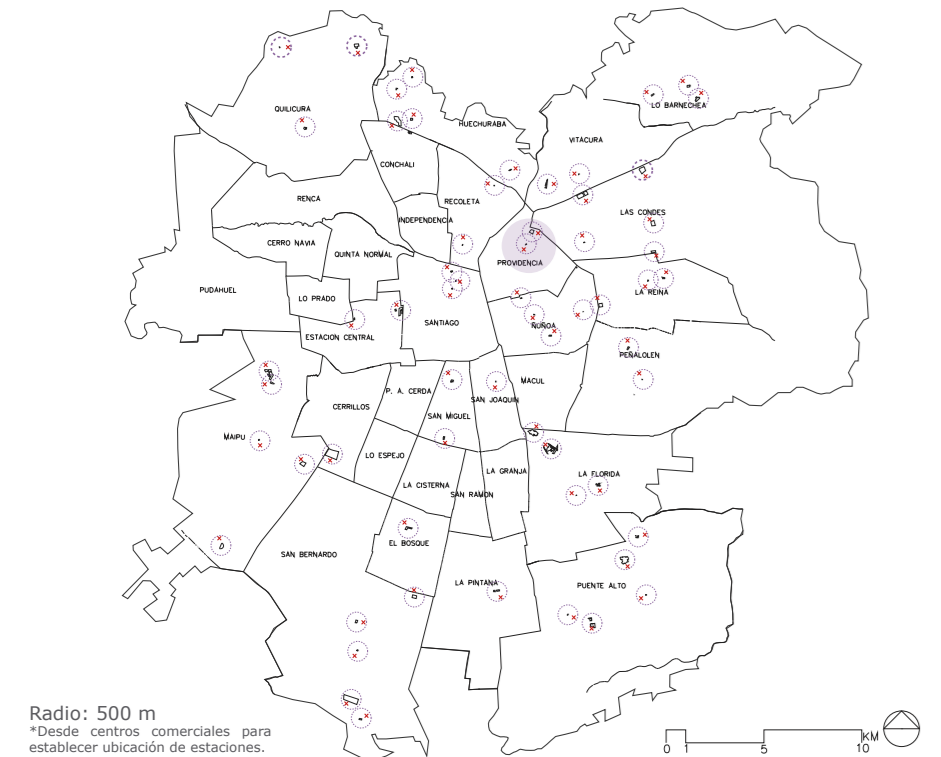 QUILICURA
LO BARNECHEA
HUECHURABA
VITACURA
CONCHALI
RENCA
RECOLETA
LAS CONDES
INDEPENDENCIA
CERRO NAVIA
QUINTA NORMAL
PROVIDENCIA
PUDAHUEL
LO PRADO
LA REINA
SANTIAGO
ÑUÑOA
ESTACION CENTRAL
PEÑALOLEN
P. A. CERDA
MACUL
CERRILLOS
SAN JOAQUIN
SAN MIGUEL
MAIPU
LO ESPEJO
LA GRANJA
LA FLORIDA
LA CISTERNA
SAN RAMON
EL BOSQUE
SAN BERNARDO
LA PINTANA
PUENTE ALTO
Radio: 500 m
*Desde centros comerciales para
establecer ubicación de estaciones.
KM
0 1 5 10